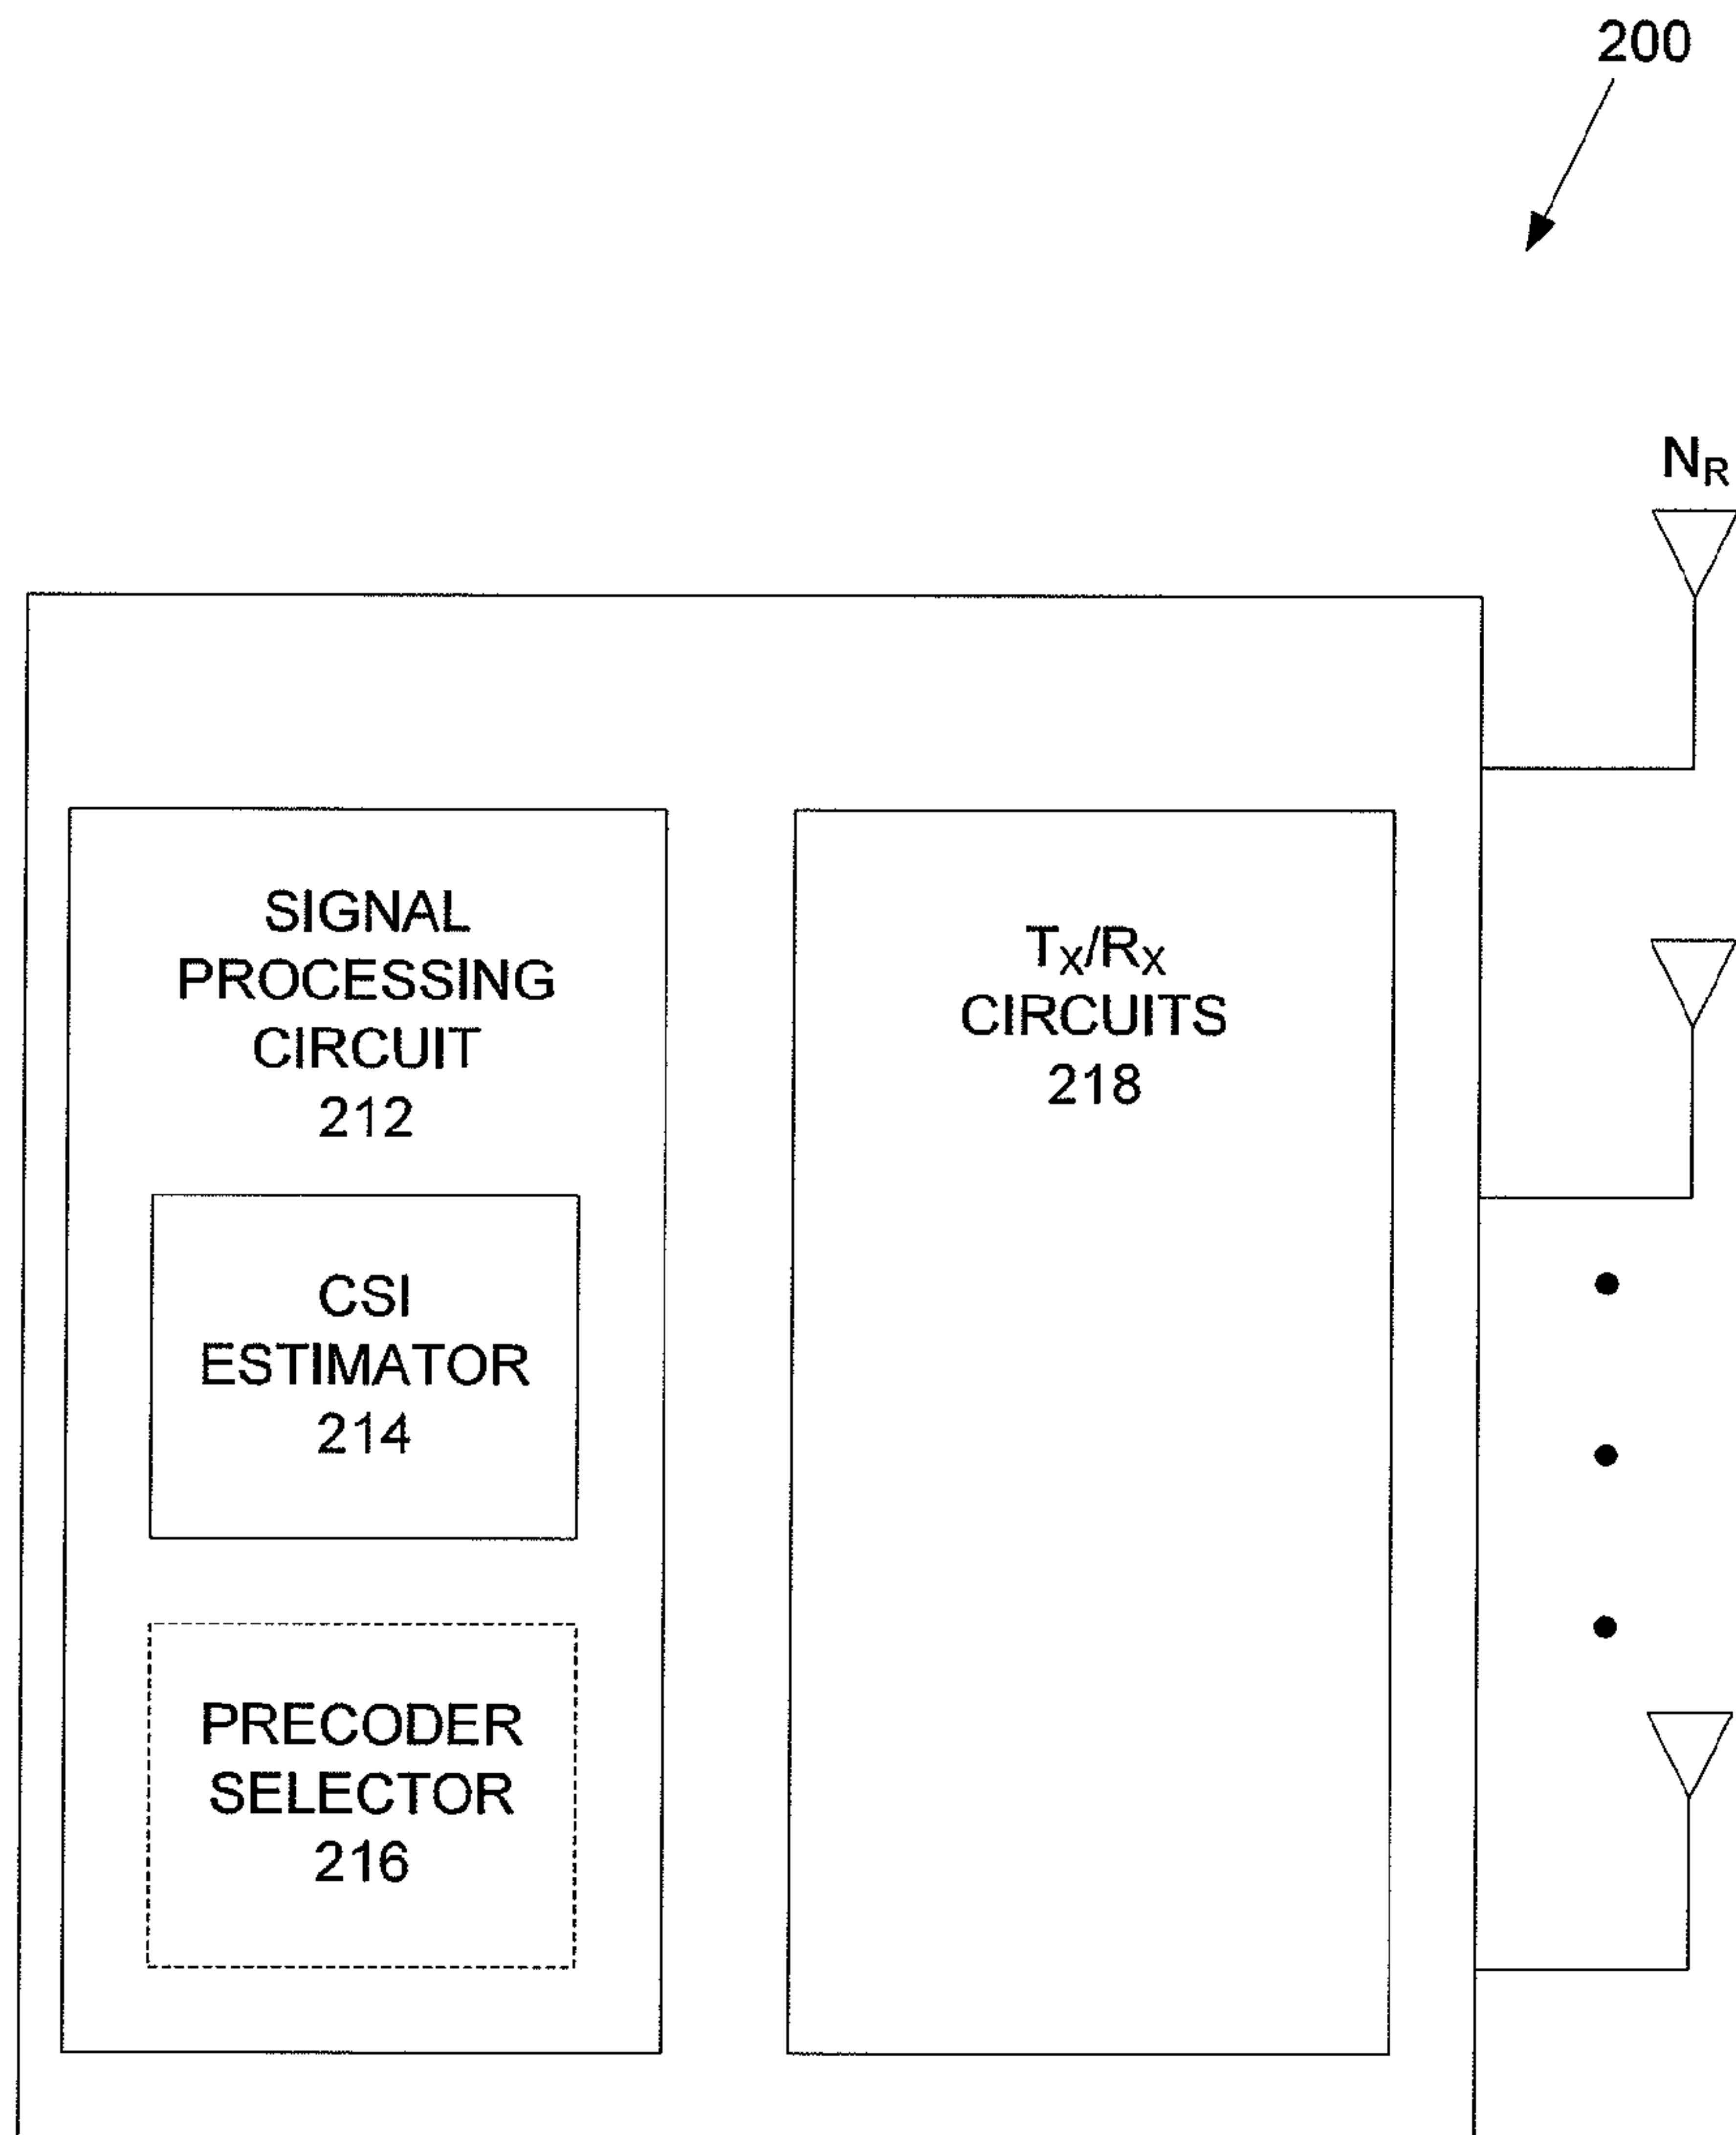 200
NR
SIGNAL
PROCESSING
CIRCUIT
212
TX/RX
CIRCUITS
218
CSI
ESTIMATOR
214
PRECODER
SELECTOR
216